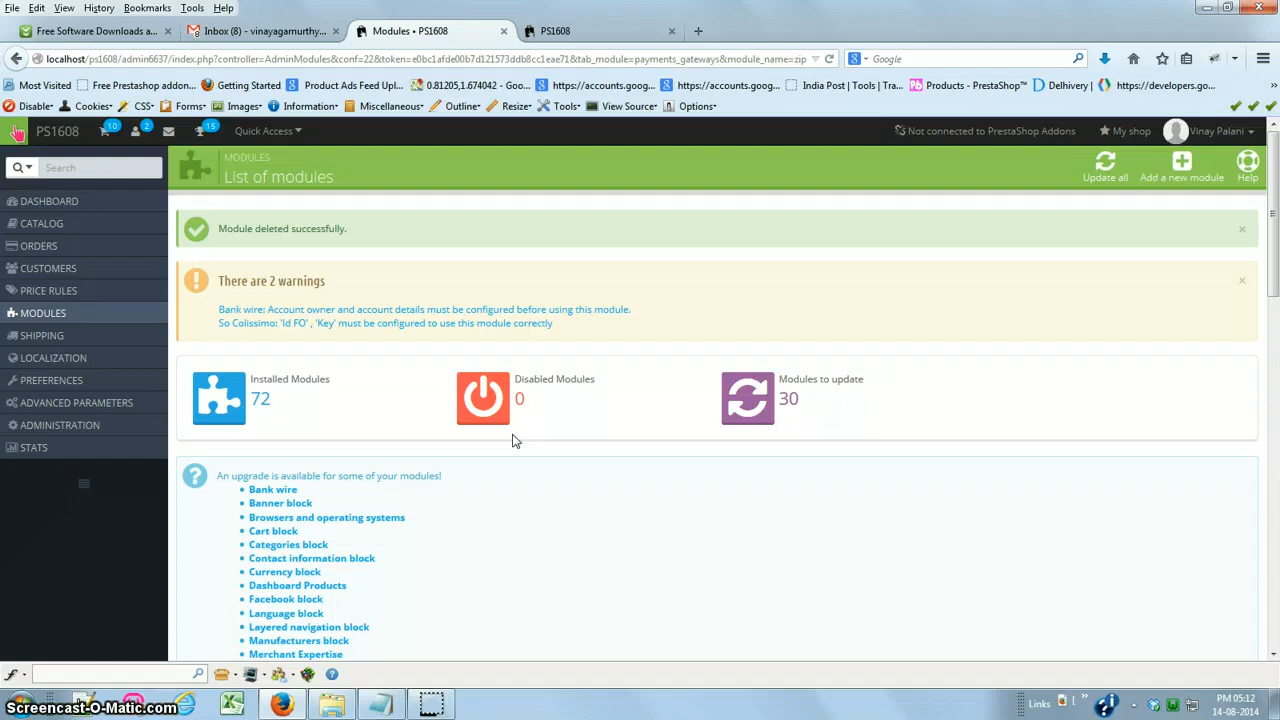 File Edit View History Bookmarks Tools Help
Free Software Downloads a... × Inbox (8) - vinayagamurthy... × Modules • PS1608 × PS1608 × +
localhost/ps1608/admin6637/index.php?controller=AdminModules&conf=22&token=e0bc1afde00b7d121573ddb8cc1eae71&tab_module=payments_gateways&module_name=zip Google
Most Visited Free Prestashop addon... Getting Started Product Ads Feed Upl... 0.81205,1.674042 - Goo... https://accounts.goog... https://accounts.goog... India Post | Tools | Tra... Products - PrestaShop™ Delhivery | https://developers.go...
Disable Cookies CSS Forms Images Information Miscellaneous Outline Resize Tools View Source Options
PS1608 10 2 15 Quick Access Not connected to PrestaShop Addons My shop Vinay Palani
Search
MODULES
List of modules
Update all Add a new module Help
DASHBOARD
CATALOG
ORDERS
CUSTOMERS
PRICE RULES
MODULES
SHIPPING
LOCALIZATION
PREFERENCES
ADVANCED PARAMETERS
ADMINISTRATION
STATS
Module deleted successfully. ×
There are 2 warnings ×
Bank wire: Account owner and account details must be configured before using this module.
So Colissimo: 'Id FO' , 'Key' must be configured to use this module correctly
Installed Modules
72
Disabled Modules
0
Modules to update
30
An upgrade is available for some of your modules!
Bank wire
Banner block
Browsers and operating systems
Cart block
Categories block
Contact information block
Currency block
Dashboard Products
Facebook block
Language block
Layered navigation block
Manufacturers block
Merchant Expertise
Screencast-O-Matic.com
Links
PM 05:12
14-08-2014